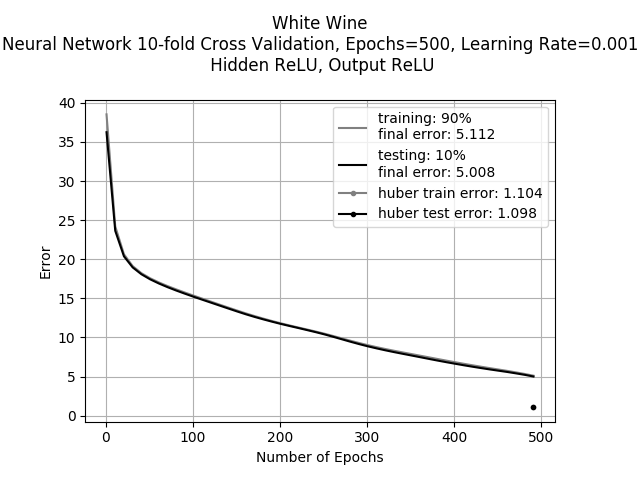 White Wine
Neural Network 10-fold Cross Validation, Epochs=500, Learning Rate=0.001
Hidden ReLU, Output ReLU
40
35
30
25
20
15
10
5
0
Error
training: 90%
final error: 5.112
testing: 10%
final error: 5.008
huber train error: 1.104
huber test error: 1.098
0
100
200
300
400
500
Number of Epochs